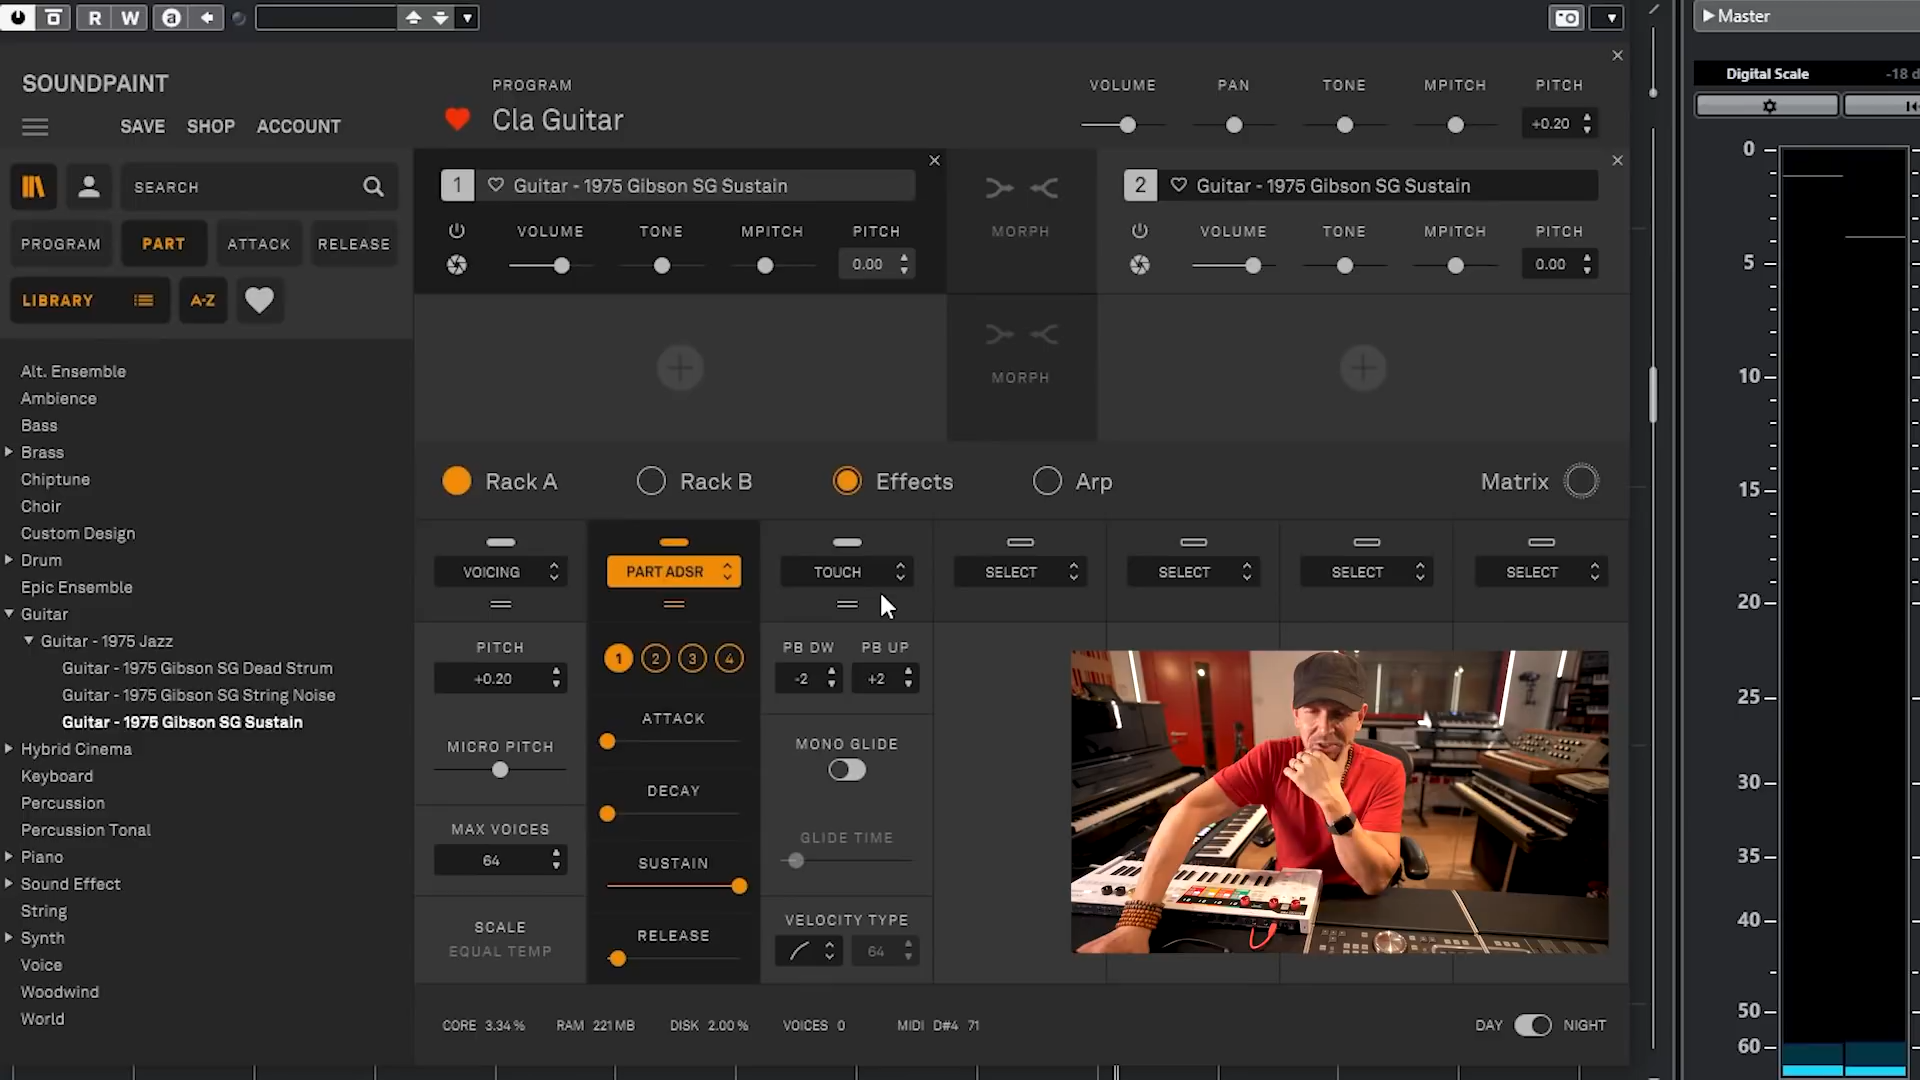 R W a
Master
Digital Scale -18 d
SOUNDPAINT
SAVE SHOP ACCOUNT
PROGRAM
Cla Guitar
VOLUME PAN TONE MPITCH PITCH
+0.20
SEARCH
PROGRAM PART ATTACK RELEASE
LIBRARY A-Z
1 Guitar - 1975 Gibson SG Sustain
VOLUME TONE MPITCH PITCH
0.00
MORPH
2 Guitar - 1975 Gibson SG Sustain
VOLUME TONE MPITCH PITCH
0.00
MORPH
Alt. Ensemble
Ambience
Bass
Brass
Chiptune
Choir
Custom Design
Drum
Epic Ensemble
Guitar
Guitar - 1975 Jazz
Guitar - 1975 Gibson SG Dead Strum
Guitar - 1975 Gibson SG String Noise
Guitar - 1975 Gibson SG Sustain
Hybrid Cinema
Keyboard
Percussion
Percussion Tonal
Piano
Sound Effect
String
Synth
Voice
Woodwind
World
Rack A Rack B Effects Arp Matrix
VOICING PART ADSR TOUCH SELECT SELECT SELECT SELECT
PITCH
+0.20
MICRO PITCH
MAX VOICES
64
SCALE
EQUAL TEMP
1 2 3 4
ATTACK
DECAY
SUSTAIN
RELEASE
PB DW PB UP
-2 +2
MONO GLIDE
GLIDE TIME
VELOCITY TYPE
64
CORE 3.34 % RAM 221 MB DISK 2.00 % VOICES 0 MIDI D#4 71
DAY NIGHT
0
5
10
15
20
25
30
35
40
50
60